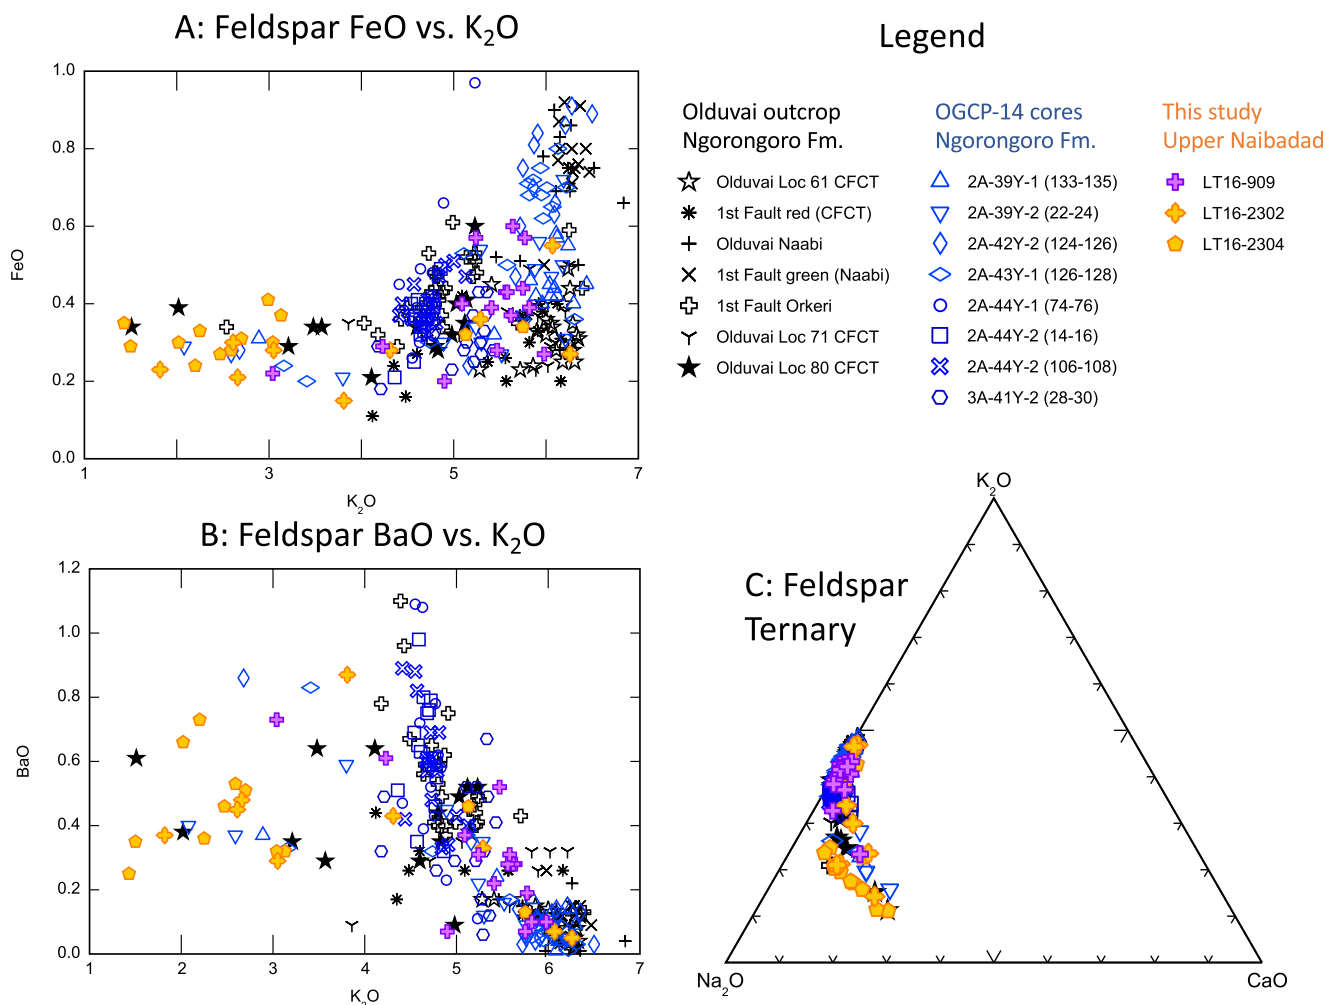 A: Feldspar FeO vs. K₂O
1.0
0.8
0.6
0.4
0.2
0.0
FeO
1
3
5
7
K₂O
Legend
Olduvai outcrop
Ngorongoro Fm.
Olduvai Loc 61 CFCT
1st Fault red (CFCT)
Olduvai Naabi
1st Fault green (Naabi)
1st Fault Orkeri
Olduvai Loc 71 CFCT
Olduvai Loc 80 CFCT
OGCP-14 cores
Ngorongoro Fm.
2A-39Y-1 (133-135)
2A-39Y-2 (22-24)
2A-42Y-2 (124-126)
2A-43Y-1 (126-128)
2A-44Y-1 (74-76)
2A-44Y-2 (14-16)
2A-44Y-2 (106-108)
3A-41Y-2 (28-30)
This study
Upper Naibadad
LT16-909
LT16-2302
LT16-2304
B: Feldspar BaO vs. K₂O
1.2
1.0
0.8
0.6
0.4
0.2
0.0
BaO
1
2
3
4
5
6
7
K₂O
C: Feldspar
Ternary
K₂O
Na₂O
CaO